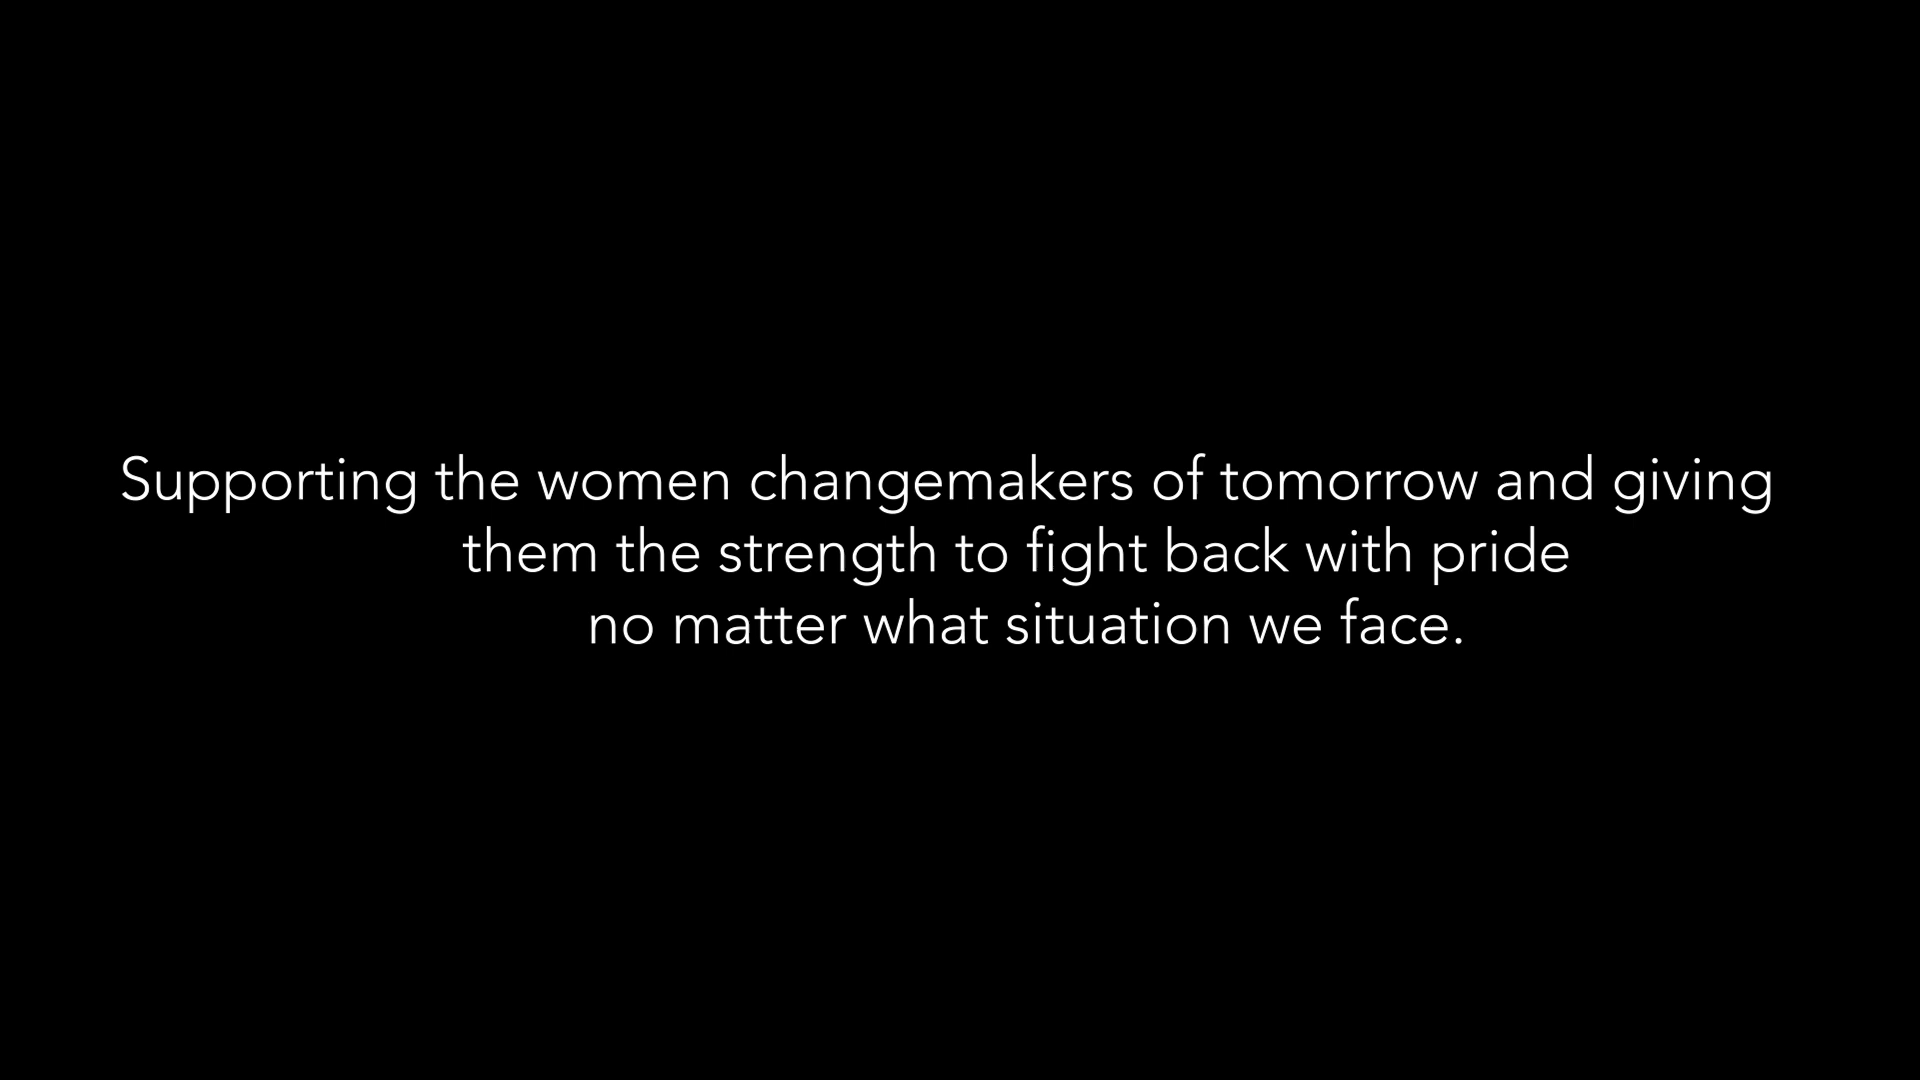 Supporting the women changemakers of tomorrow and giving
them the strength to fight back with pride
no matter what situation we face.